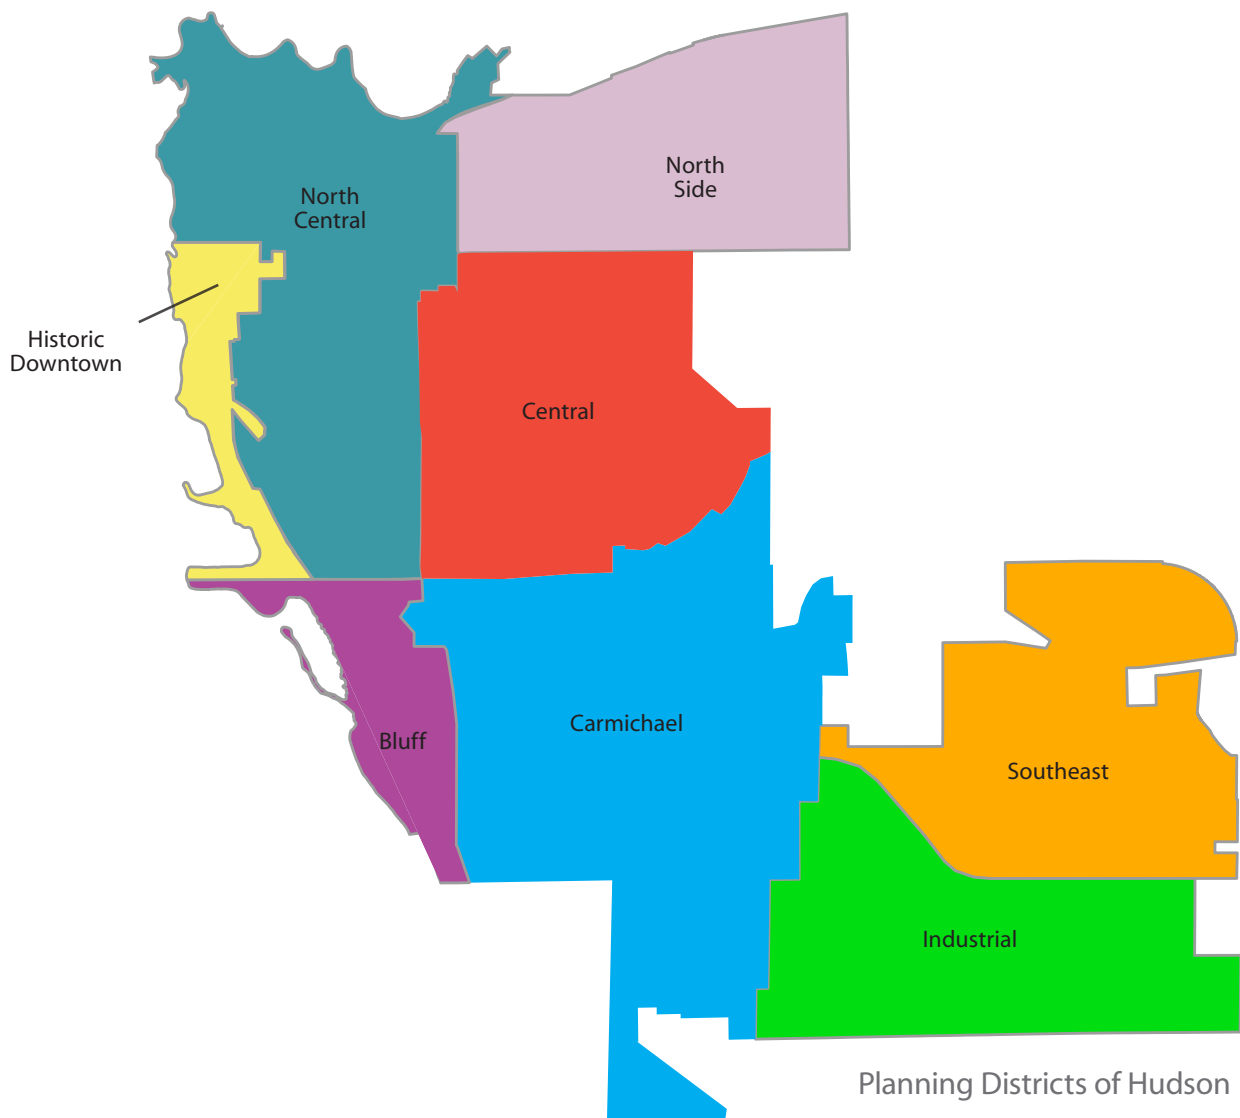 North
Side
North
Central
Historic
Downtown
Central
Carmichael
Bluff
Southeast
Industrial
Planning Districts of Hudson